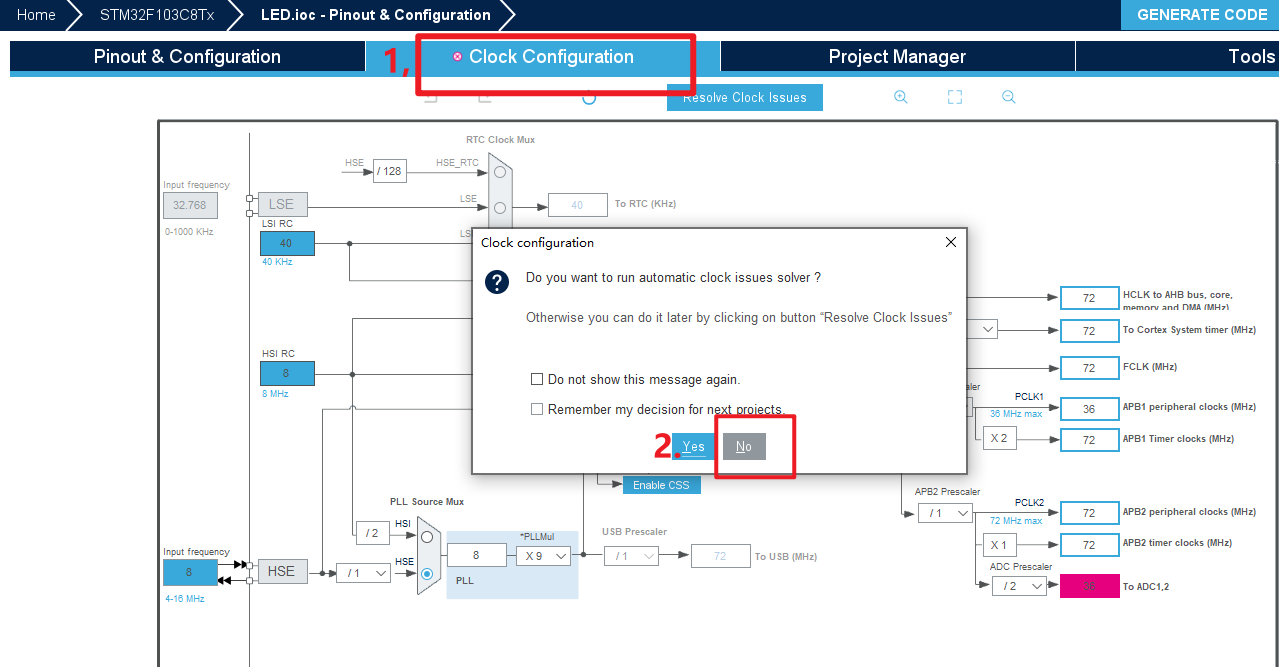 Home
STM32F103C8Tx
LED.ioc - Pinout & Configuration
GENERATE CODE
Pinout & Configuration
1,
Clock Configuration
Project Manager
Tools
Resolve Clock Issues
RTC Clock Mux
HSE
/ 128
HSE_RTC
Input frequency
32.768
0-1000 KHz
LSE
LSE
40
To RTC (KHz)
LSI RC
40
40 KHz
Clock configuration
Do you want to run automatic clock issues solver ?
Otherwise you can do it later by clicking on button “Resolve Clock Issues”
Do not show this message again.
Remember my decision for next projects.
2.
Yes
No
72
HCLK to AHB bus, core,
memory and DMA (MHz)
72
To Cortex System timer (MHz)
HSI RC
8
8 MHz
72
FCLK (MHz)
PCLK1
36 MHz max
36
APB1 peripheral clocks (MHz)
X 2
72
APB1 Timer clocks (MHz)
Enable CSS
PLL Source Mux
APB2 Prescaler
/ 1
PCLK2
72 MHz max
72
APB2 peripheral clocks (MHz)
/ 2
HSI
*PLLMul
8
X 9
PLL
USB Prescaler
/ 1
72
To USB (MHz)
X 1
72
APB2 timer clocks (MHz)
Input frequency
8
4-16 MHz
HSE
/ 1
HSE
ADC Prescaler
/ 2
36
To ADC1,2